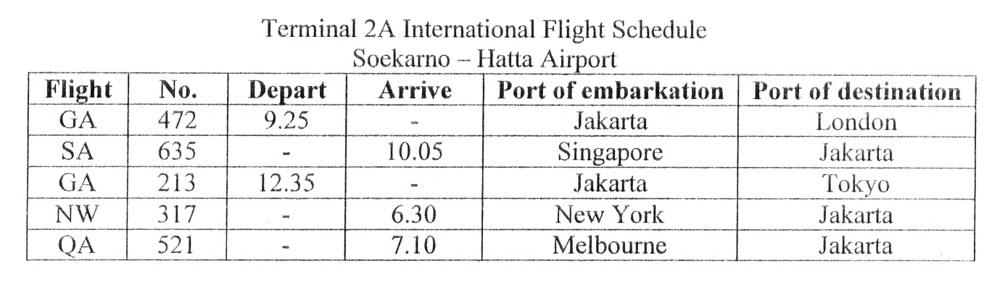 Terminal 2A International Flight Schedule
Soekarno – Hatta Airport
Flight No. Depart Arrive Port of embarkation Port of destination
GA 472 9.25 - Jakarta London
SA 635 - 10.05 Singapore Jakarta
GA 213 12.35 - Jakarta Tokyo
NW 317 - 6.30 New York Jakarta
QA 521 - 7.10 Melbourne Jakarta